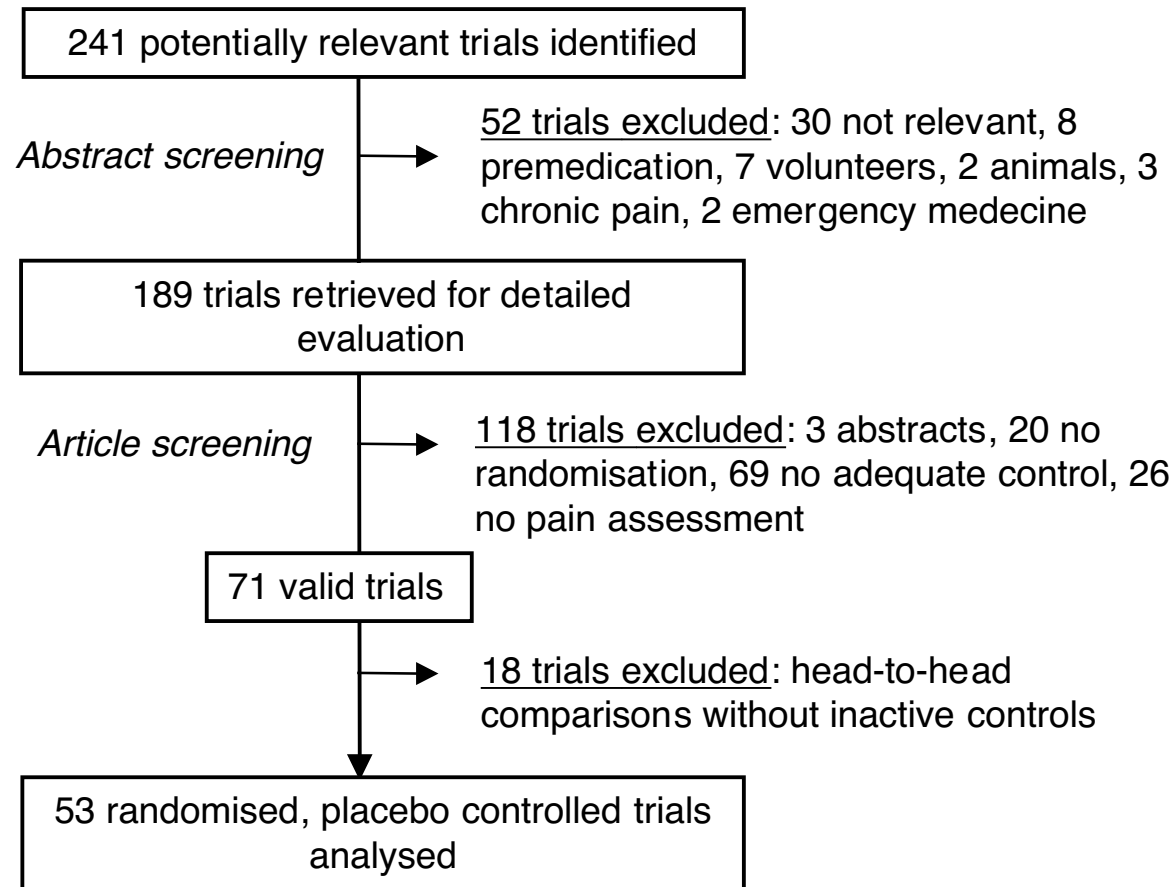 241 potentially relevant trials identified
Abstract screening
52 trials excluded: 30 not relevant, 8
premedication, 7 volunteers, 2 animals, 3
chronic pain, 2 emergency medecine
189 trials retrieved for detailed
evaluation
Article screening
118 trials excluded: 3 abstracts, 20 no
randomisation, 69 no adequate control, 26
no pain assessment
71 valid trials
18 trials excluded: head-to-head
comparisons without inactive controls
53 randomised, placebo controlled trials
analysed